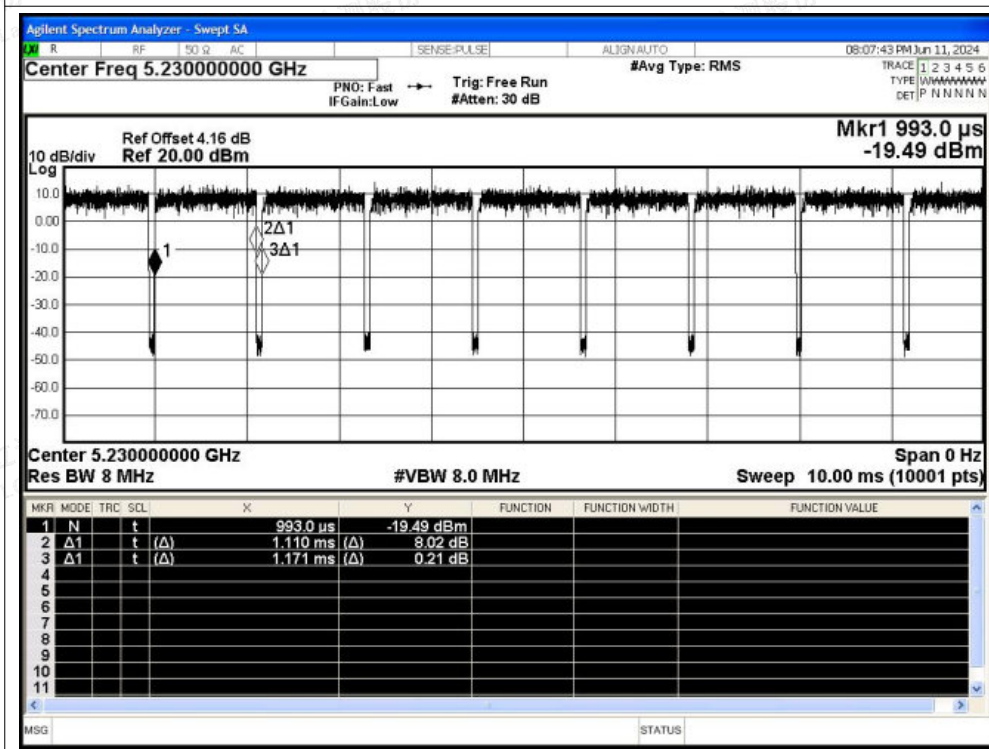 Agilent Spectrum Analyzer - Swept SA
LXI R RF 50 Ω AC SENSE:PULSE ALIGN AUTO 08:07:43 PM Jun 11, 2024
Center Freq 5.230000000 GHz #Avg Type: RMS TRACE 1 2 3 4 5 6
PNO: Fast Trig: Free Run TYPE WWWWWW
IFGain:Low #Atten: 30 dB DET P N N N N N
Mkr1 993.0 µs
Ref Offset 4.16 dB
10 dB/div Ref 20.00 dBm -19.49 dBm
Log
10.0
0.00
2Δ1
-10.0 1 3Δ1
-20.0
-30.0
-40.0
-50.0
-60.0
-70.0
Center 5.230000000 GHz Span 0 Hz
Res BW 8 MHz #VBW 8.0 MHz Sweep 10.00 ms (10001 pts)
MKR MODE TRC SCL X Y FUNCTION FUNCTION WIDTH FUNCTION VALUE
1 N t 993.0 µs -19.49 dBm
2 Δ1 t (Δ) 1.110 ms (Δ) 8.02 dB
3 Δ1 t (Δ) 1.171 ms (Δ) 0.21 dB
4
5
6
7
8
9
10
11
MSG STATUS